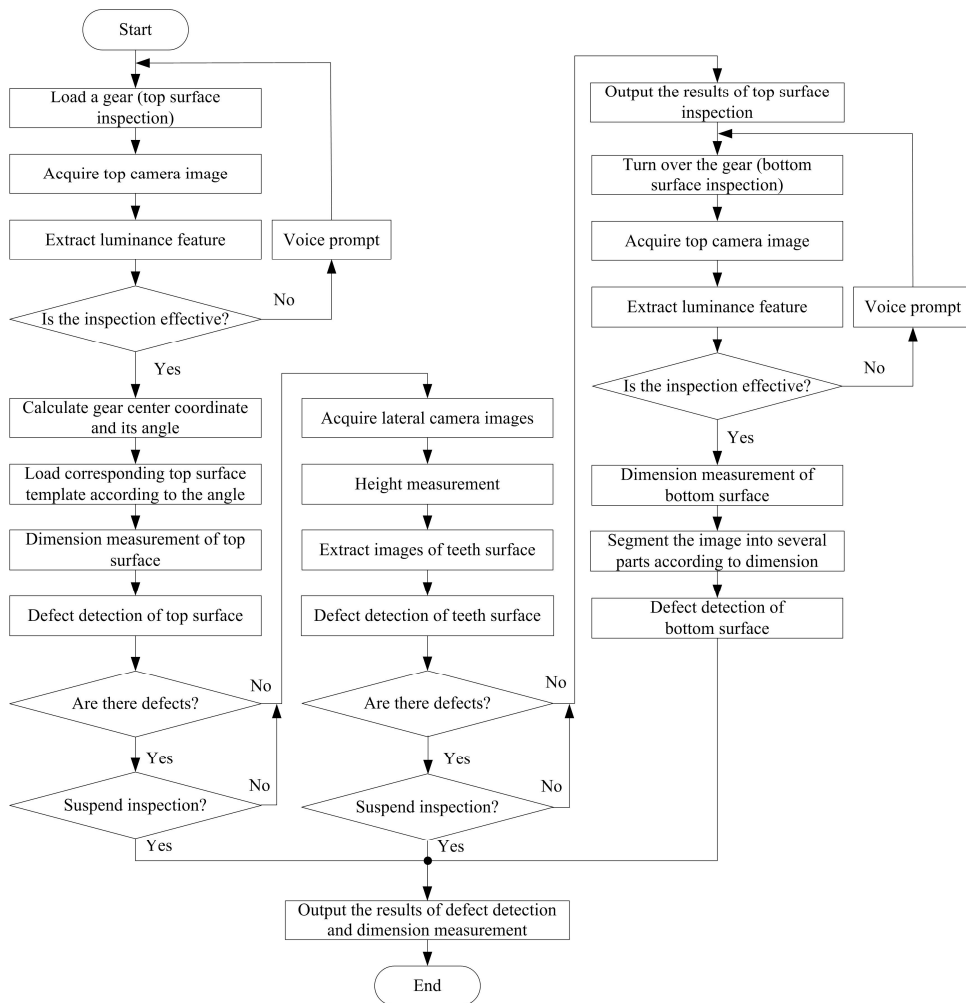 Start
Load a gear (top surface
inspection)
Acquire top camera image
Extract luminance feature
Voice prompt
No
Is the inspection effective?
Yes
Calculate gear center coordinate
and its angle
Load corresponding top surface
template according to the angle
Dimension measurement of top
surface
Defect detection of top surface
No
Are there defects?
Yes
No
Suspend inspection?
Yes
Acquire lateral camera images
Height measurement
Extract images of teeth surface
Defect detection of teeth surface
No
Are there defects?
Yes
No
Suspend inspection?
Yes
Output the results of top surface
inspection
Turn over the gear (bottom
surface inspection)
Acquire top camera image
Extract luminance feature
Voice prompt
No
Is the inspection effective?
Yes
Dimension measurement of
bottom surface
Segment the image into several
parts according to dimension
Defect detection of
bottom surface
Output the results of defect detection
and dimension measurement
End